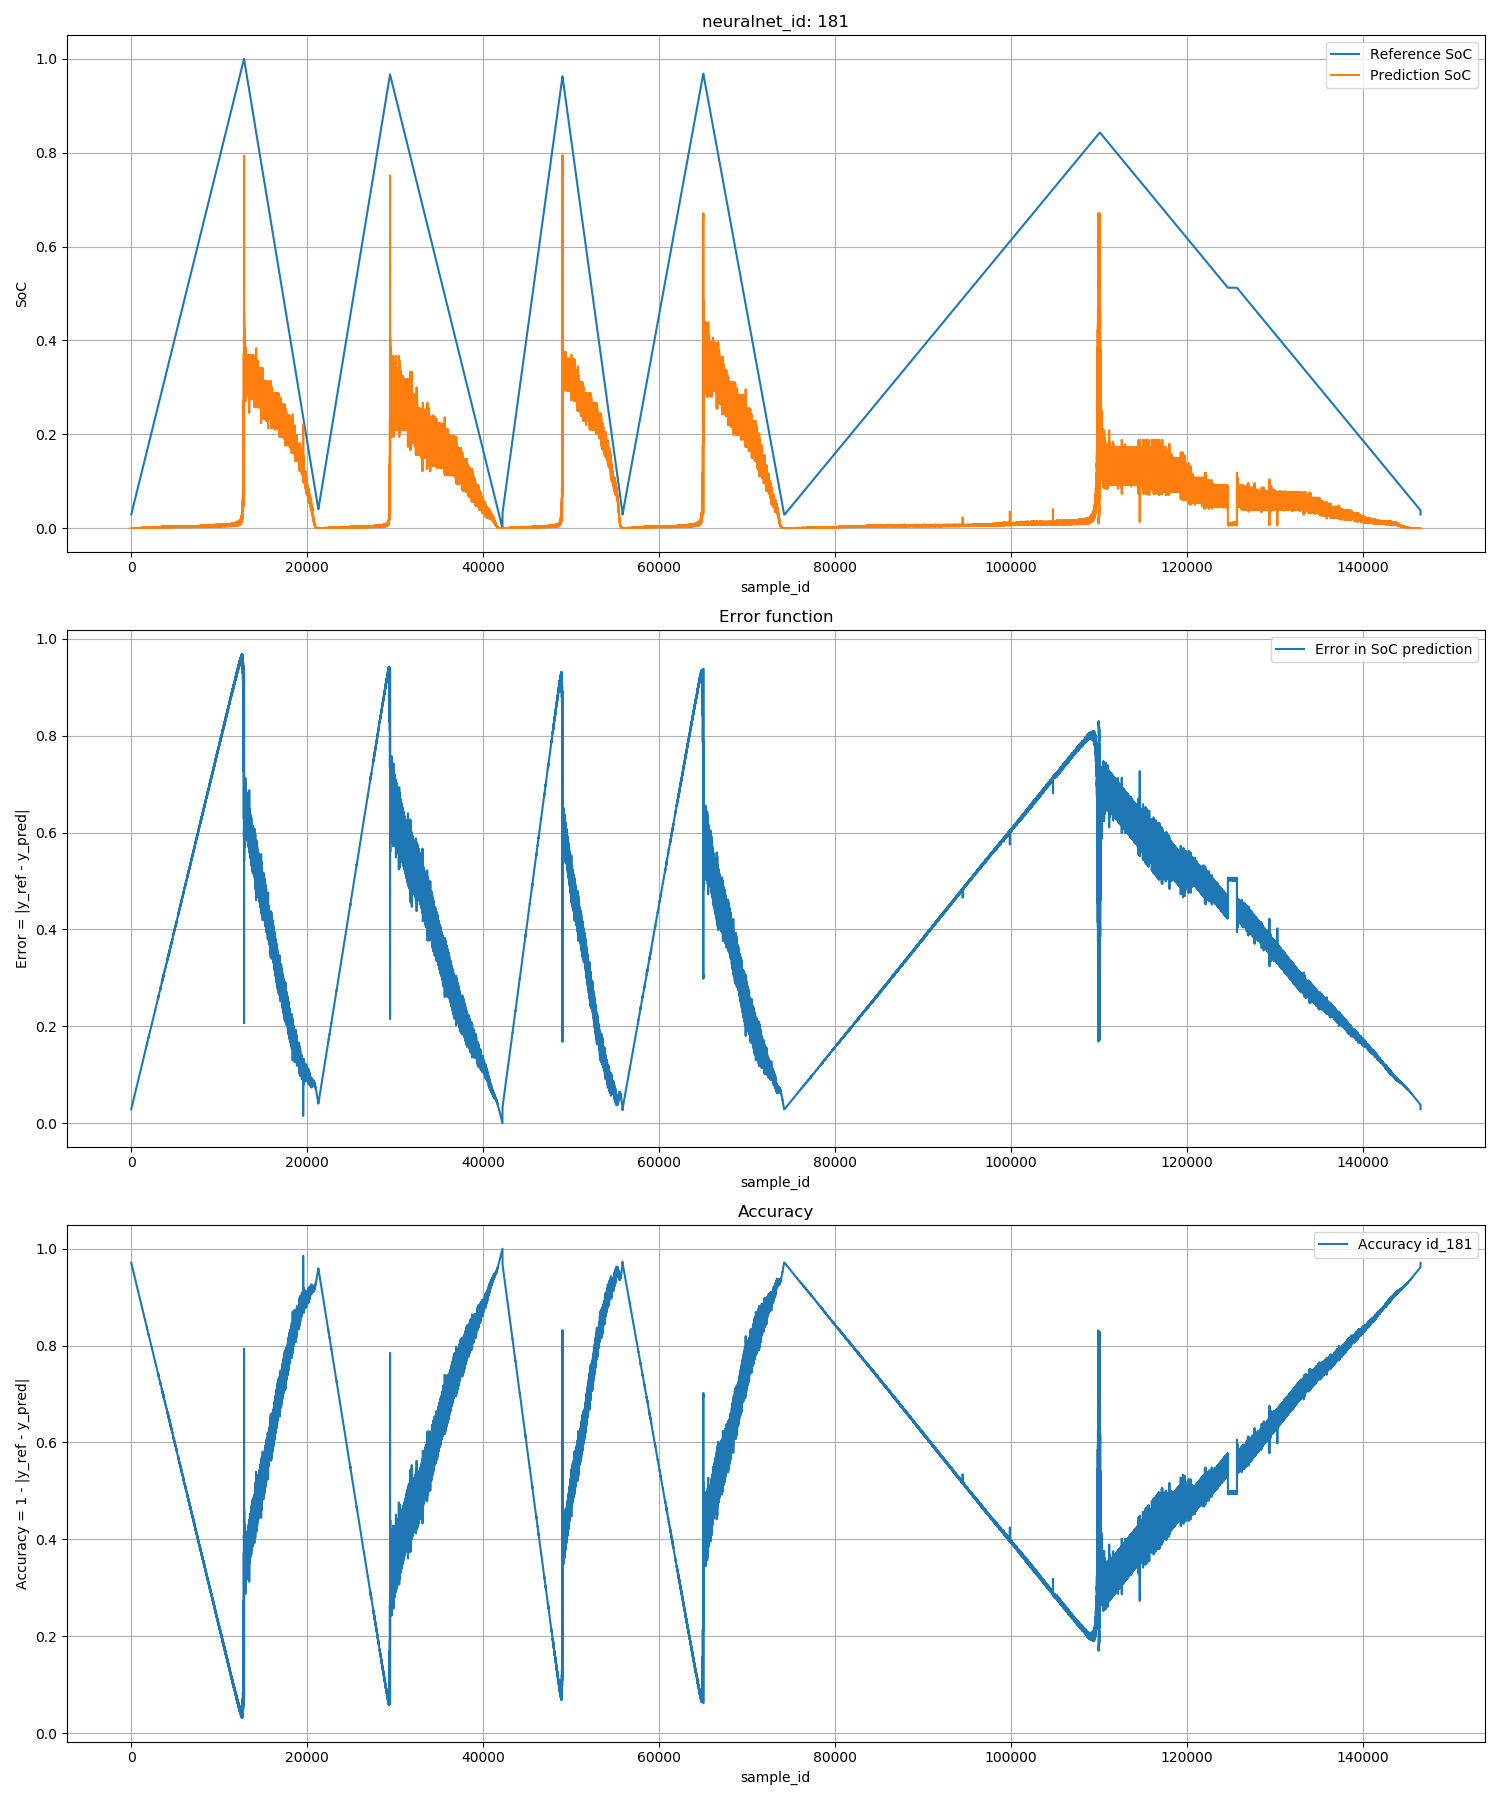 neuralnet_id: 181
1.0
0.8
0.6
0.4
0.2
0.0
SoC
Reference SoC
Prediction SoC
0 20000 40000 60000 80000 100000 120000 140000
sample_id
Error function
1.0
0.8
0.6
0.4
0.2
0.0
Error = |y_ref - y_pred|
Error in SoC prediction
0 20000 40000 60000 80000 100000 120000 140000
sample_id
Accuracy
1.0
0.8
0.6
0.4
0.2
0.0
Accuracy = 1 - |y_ref - y_pred|
Accuracy id_181
0 20000 40000 60000 80000 100000 120000 140000
sample_id